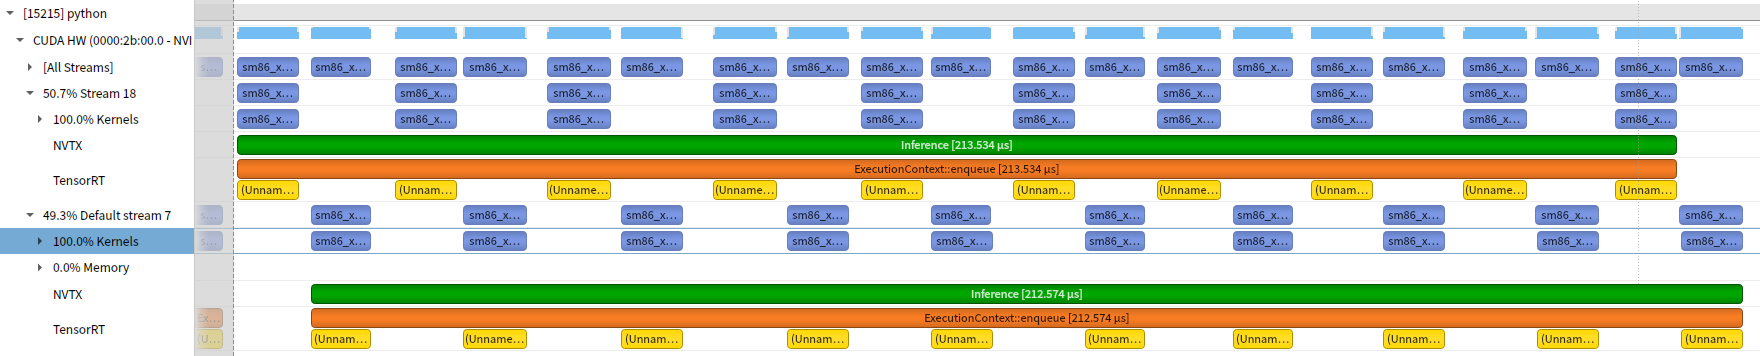 [15215] python
CUDA HW (0000:2b:00.0 - NVI
[All Streams] s... sm86_x... sm86_x... sm86_x... sm86_x... sm86_x... sm86_x... sm86_x... sm86_x... sm86_x... sm86_x... sm86_x... sm86_x... sm86_x... sm86_x... sm86_x... sm86_x... sm86_x... sm86_x... sm86_x... sm86_x...
50.7% Stream 18 sm86_x... sm86_x... sm86_x... sm86_x... sm86_x... sm86_x... sm86_x... sm86_x... sm86_x... sm86_x...
100.0% Kernels sm86_x... sm86_x... sm86_x... sm86_x... sm86_x... sm86_x... sm86_x... sm86_x... sm86_x... sm86_x...
NVTX Inference [213.534 µs]
ExecutionContext::enqueue [213.534 µs]
TensorRT
(Unnam... (Unnam... (Unname... (Unname... (Unnam... (Unnam... (Unname... (Unnam... (Unname... (Unnam...
49.3% Default stream 7 s... sm86_x... sm86_x... sm86_x... sm86_x... sm86_x... sm86_x... sm86_x... sm86_x... sm86_x... sm86_x...
100.0% Kernels s... sm86_x... sm86_x... sm86_x... sm86_x... sm86_x... sm86_x... sm86_x... sm86_x... sm86_x... sm86_x...
0.0% Memory
NVTX Inference [212.574 µs]
Ex... ExecutionContext::enqueue [212.574 µs]
TensorRT
(U... (Unnam... (Unname... (Unnam... (Unnam... (Unnam... (Unnam... (Unnam... (Unnam... (Unnam... (Unnam...